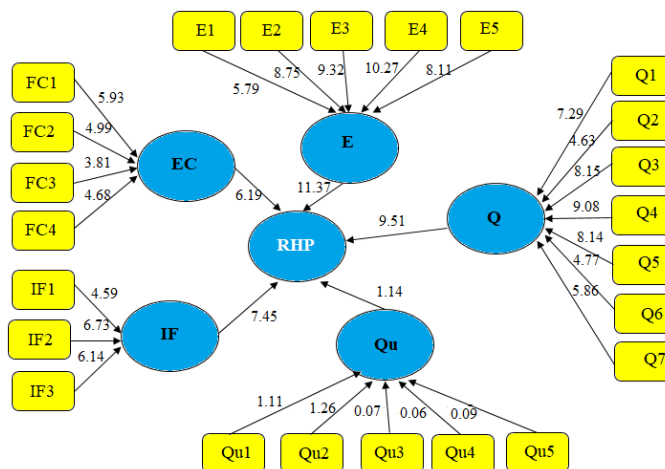 E1
E2
E3
E4
E5
5.79
8.75
9.32
10.27
8.11
FC1
FC2
FC3
FC4
5.93
4.99
3.81
4.68
EC
6.19
E
11.37
Q1
Q2
Q3
Q4
Q5
Q6
Q7
7.29
4.63
8.15
9.08
8.14
4.77
5.86
Q
9.51
RHP
IF1
IF2
IF3
4.59
6.73
6.14
IF
7.45
1.14
Qu
1.11
1.26
0.07
0.06
0.09
Qu1
Qu2
Qu3
Qu4
Qu5